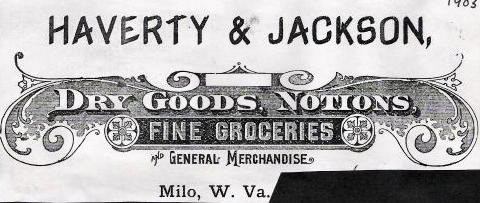 1903
HAVERTY & JACKSON,
DRY GOODS, NOTIONS,
FINE GROCERIES
AND GENERAL MERCHANDISE
Milo, W. Va.